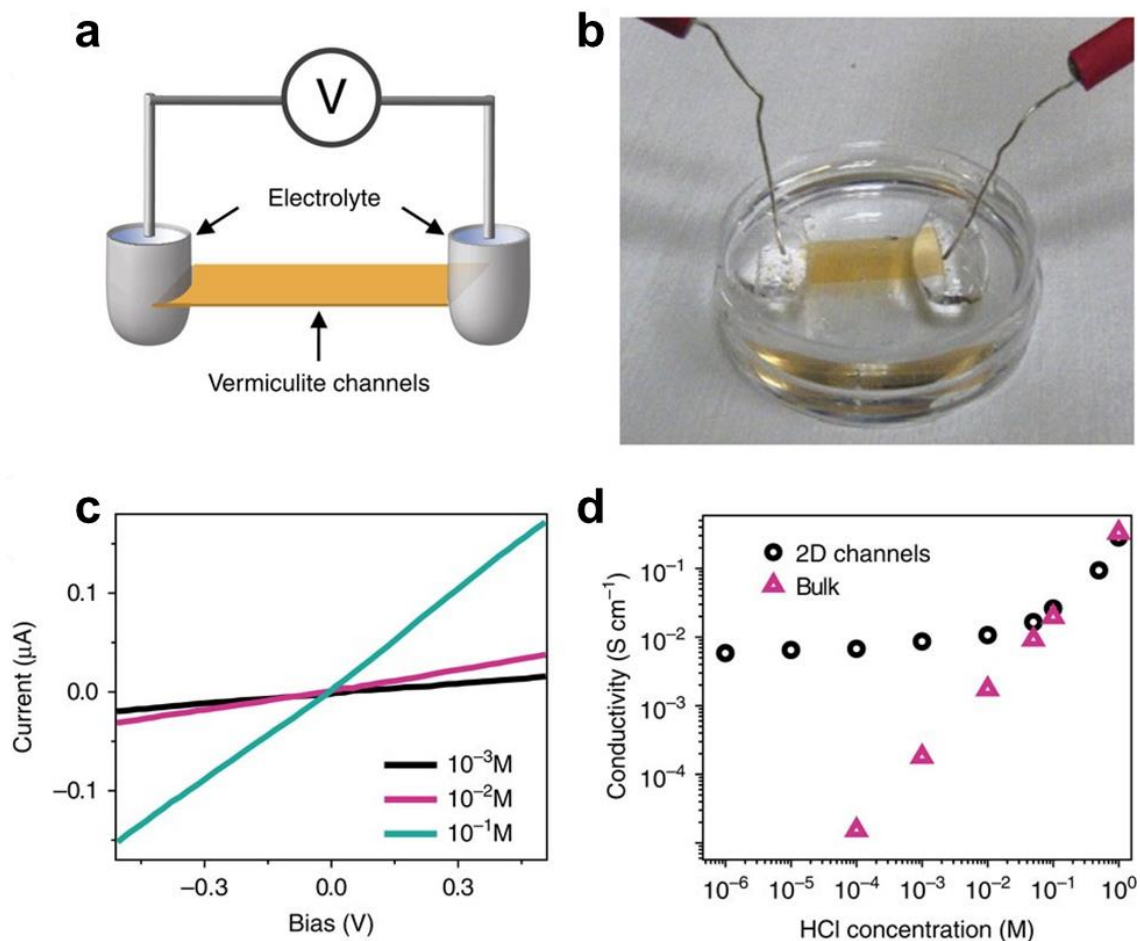 a
V
Electrolyte
Vermiculite channels
b
c
Current (μA)
0.1
0.0
−0.1
10⁻³M
10⁻²M
10⁻¹M
−0.3
0.0
0.3
Bias (V)
d
Conductivity (S cm⁻¹)
10⁻¹
10⁻²
10⁻³
10⁻⁴
2D channels
Bulk
10⁻⁶
10⁻⁵
10⁻⁴
10⁻³
10⁻²
10⁻¹
10⁰
HCl concentration (M)